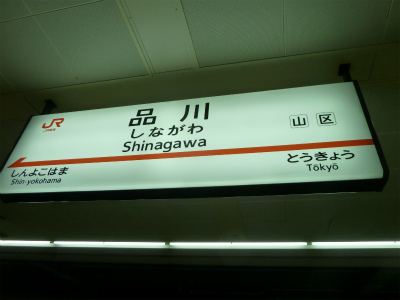 JR
品川
しながわ
Shinagawa
山 区
しんよこはま
Shin-yokohama
とうきょう
Tōkyō